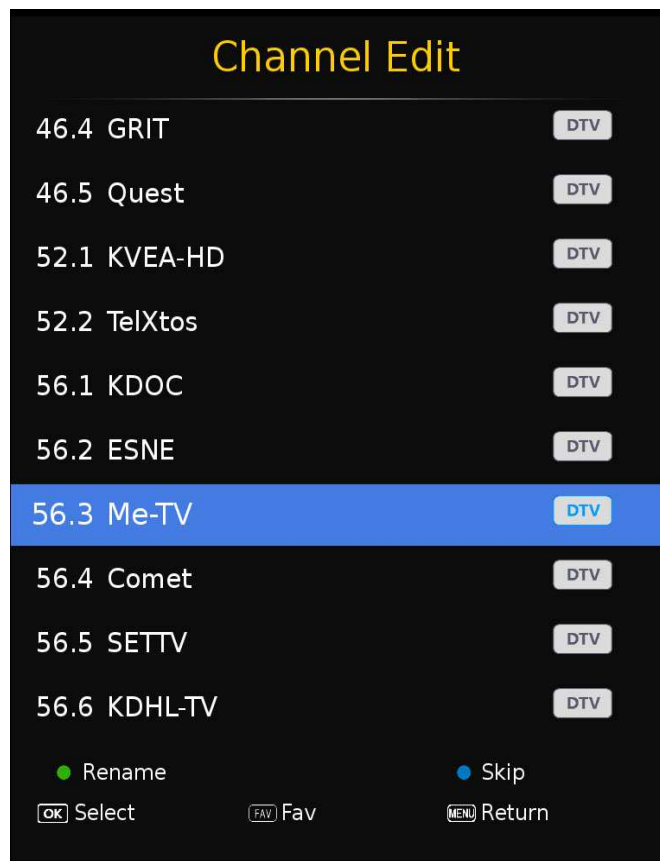 Channel Edit
46.4 GRIT DTV
46.5 Quest DTV
52.1 KVEA-HD DTV
52.2 TelXtos DTV
56.1 KDOC DTV
56.2 ESNE DTV
56.3 Me-TV DTV
56.4 Comet DTV
56.5 SETTV DTV
56.6 KDHL-TV DTV
Rename Skip
OK Select FAV Fav MENU Return